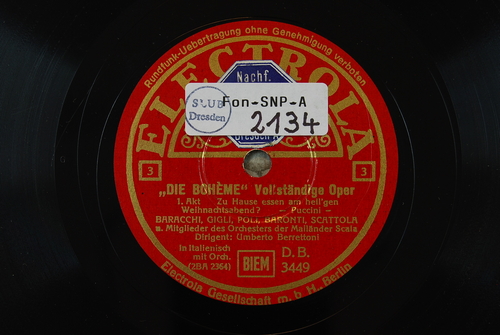 Rundfunk-Uebertragung ohne Genehmigung verboten
ELECTROLA
Nachf.
SLUB
Dresden
Fon-SNP-A
2134
Dresden-A
3
3
„DIE BOHÈME" Vollständige Oper
1. Akt Zu Hause essen am heil'gen
Weihnachtsabend? - Puccini -
BARACCHI, GIGLI, POLI, BARONTI, SCATTOLA
u. Mitglieder des Orchesters der Mailänder Scala
Dirigent: Umberto Berrettoni
In Italienisch
mit Orch.
(2BA 2364)
BIEM
D.B.
3449
Electrola Gesellschaft m. b. H., Berlin